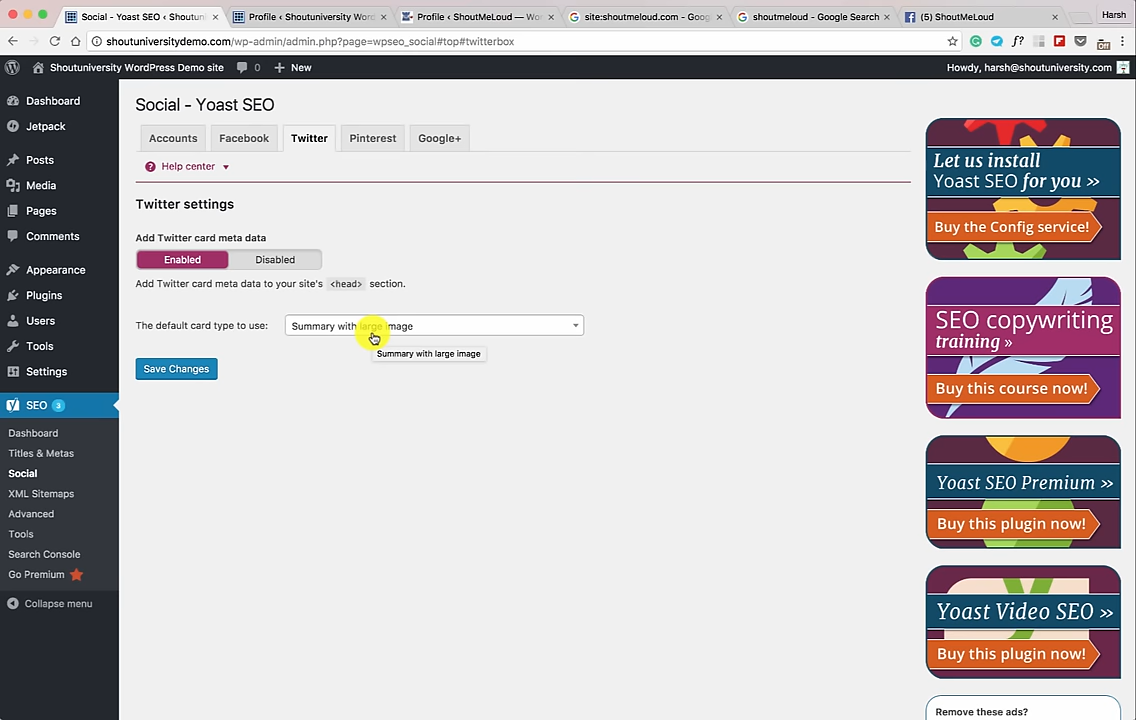 Social - Yoast SEO ‹ Shoutuni
Profile ‹ Shoutuniversity WordP
Profile ‹ ShoutMeLoud — Wor
site:shoutmeloud.com - Googl
shoutmeloud - Google Search
(5) ShoutMeLoud
Harsh
shoutuniversitydemo.com/wp-admin/admin.php?page=wpseo_social#top#twitterbox
f?
Off
Shoutuniversity WordPress Demo site
0
New
Howdy, harsh@shoutuniversity.com
Dashboard
Jetpack
Posts
Media
Pages
Comments
Appearance
Plugins
Users
Tools
Settings
SEO 3
Dashboard
Titles & Metas
Social
XML Sitemaps
Advanced
Tools
Search Console
Go Premium
Collapse menu
Social - Yoast SEO
Accounts
Facebook
Twitter
Pinterest
Google+
Help center
Twitter settings
Add Twitter card meta data
Enabled
Disabled
Add Twitter card meta data to your site's <head> section.
The default card type to use:
Summary with large image
Summary with large image
Save Changes
Let us install
Yoast SEO for you »
Buy the Config service!
SEO copywriting
training »
Buy this course now!
Yoast SEO Premium »
Buy this plugin now!
Yoast Video SEO »
Buy this plugin now!
Remove these ads?